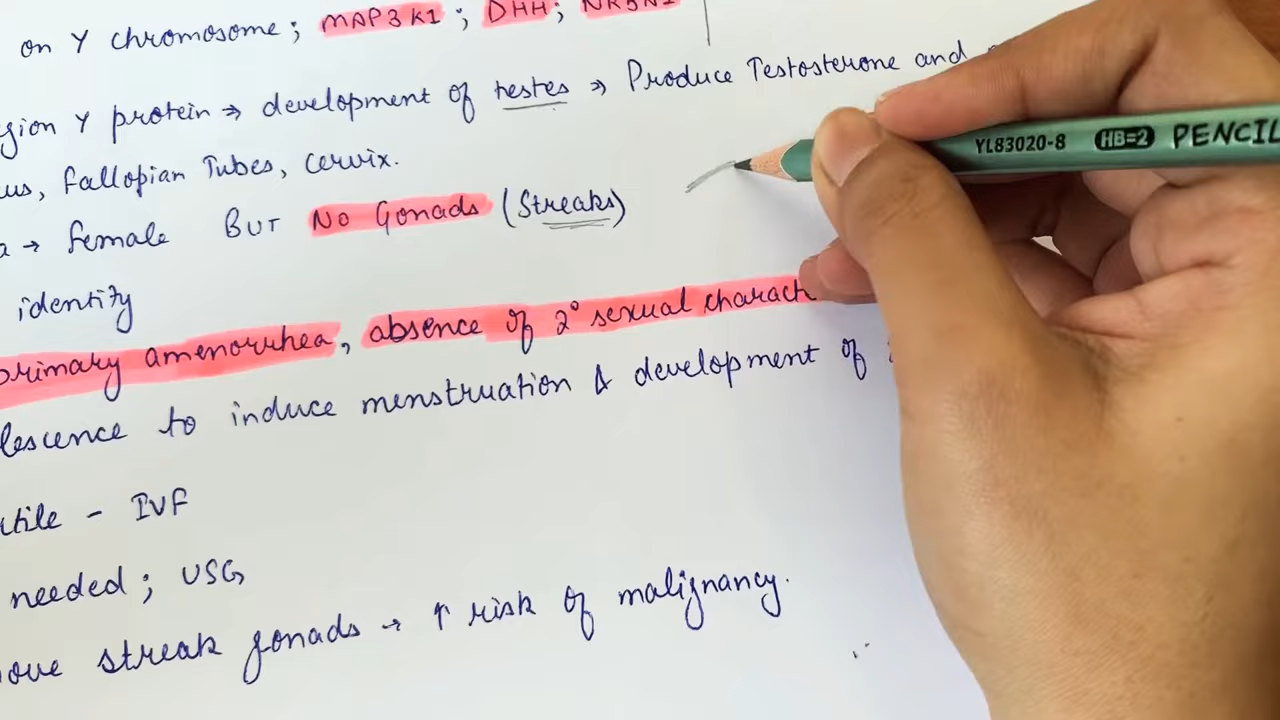 on Y chromosome; MAP3K1; DHH; NR5A1
gion Y protein → development of testes → Produce Testosterone and
us, Fallopian Tubes, cervix.
a → female BUT No Gonads (Streaks)
identity
primary amenorrhea, absence of 2° sexual charact
lescence to induce menstruation & development of
tile - IVF
needed; USG
ove streak gonads → ↑ risk of malignancy.
YL83020-8 HB=2 PENCIL